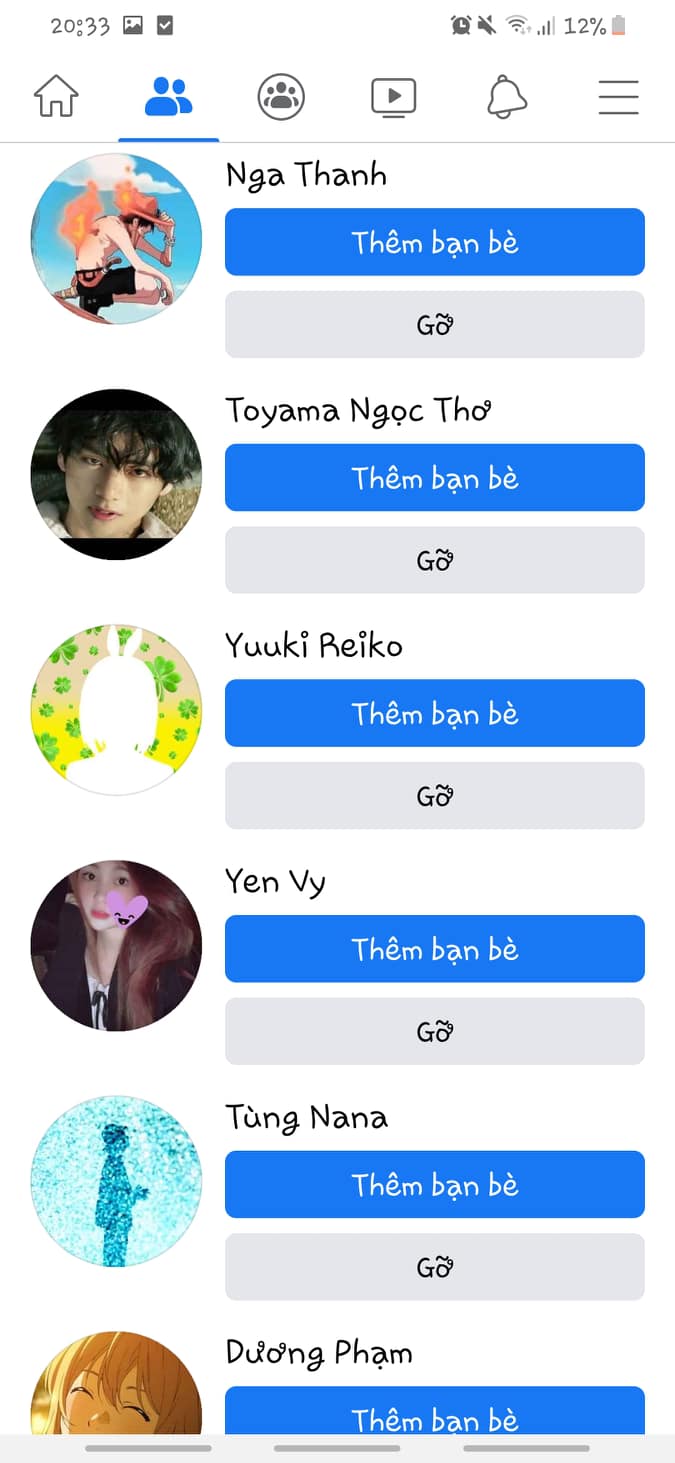 20:33
12%
Nga Thanh
Thêm bạn bè
Gỡ
Toyama Ngọc Thơ
Thêm bạn bè
Gỡ
Yuuki Reiko
Thêm bạn bè
Gỡ
Yen Vy
Thêm bạn bè
Gỡ
Tùng Nana
Thêm bạn bè
Gỡ
Dương Phạm
Thêm bạn bè